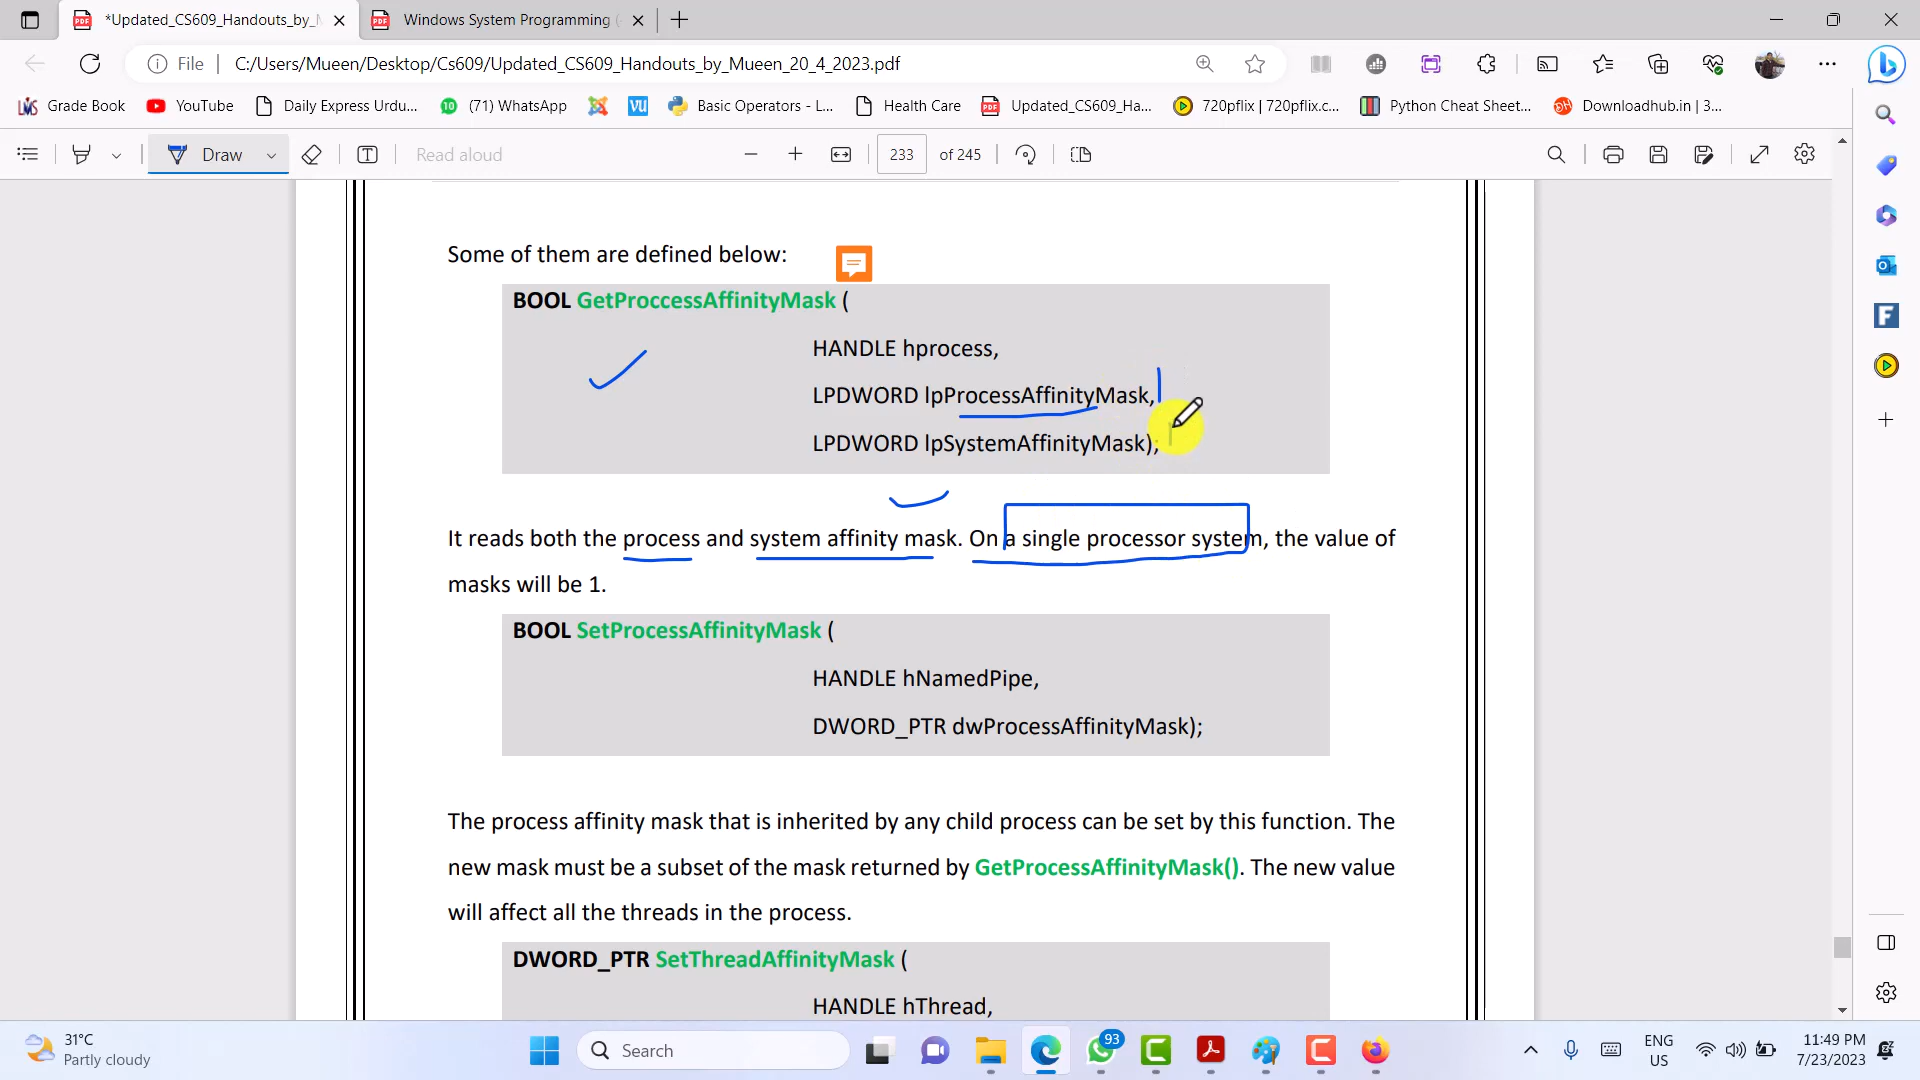 *Updated_CS609_Handouts_by_M
Windows System Programming (
File
C:/Users/Mueen/Desktop/Cs609/Updated_CS609_Handouts_by_Mueen_20_4_2023.pdf
Grade Book
YouTube
Daily Express Urdu...
(71) WhatsApp
Basic Operators - L...
Health Care
Updated_CS609_Ha...
720pflix | 720pflix.c...
Python Cheat Sheet...
Downloadhub.in | 3...
Draw
Read aloud
233 of 245
Some of them are defined below:
BOOL GetProccessAffinityMask (
HANDLE hprocess,
LPDWORD lpProcessAffinityMask,
LPDWORD lpSystemAffinityMask);
It reads both the process and system affinity mask. On a single processor system, the value of
masks will be 1.
BOOL SetProcessAffinityMask (
HANDLE hNamedPipe,
DWORD_PTR dwProcessAffinityMask);
The process affinity mask that is inherited by any child process can be set by this function. The
new mask must be a subset of the mask returned by GetProcessAffinityMask(). The new value
will affect all the threads in the process.
DWORD_PTR SetThreadAffinityMask (
HANDLE hThread,
31°C
Partly cloudy
Search
93
ENG
US
11:49 PM
7/23/2023